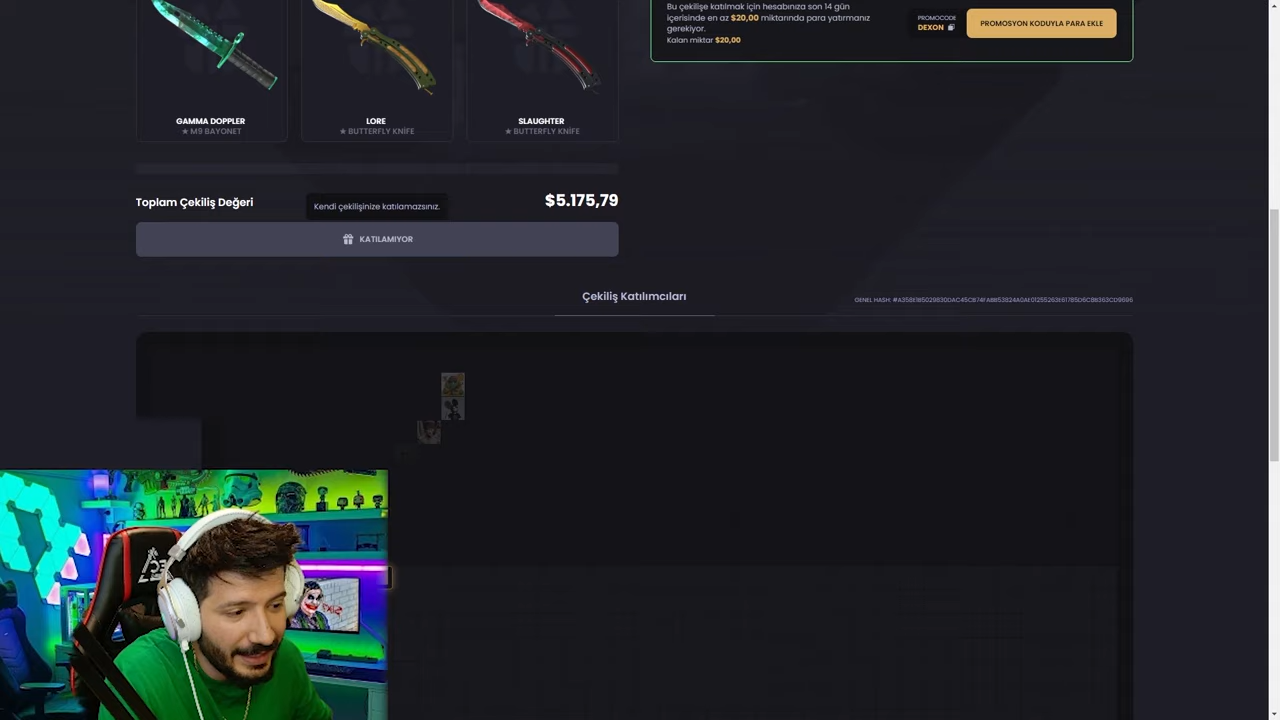 Bu çekilişe katılmak için hesabınıza son 14 gün
içerisinde en az $20,00 miktarında para yatırmanız
gerekiyor.
Kalan miktar $20,00
PROMOCODE
DEXON
PROMOSYON KODUYLA PARA EKLE
GAMMA DOPPLER
★ M9 BAYONET
LORE
★ BUTTERFLY KNIFE
SLAUGHTER
★ BUTTERFLY KNIFE
Toplam Çekiliş Değeri
Kendi çekilişinize katılamazsınız.
$5.175,79
KATILAMIYOR
Çekiliş Katılımcıları
GENEL HASH: